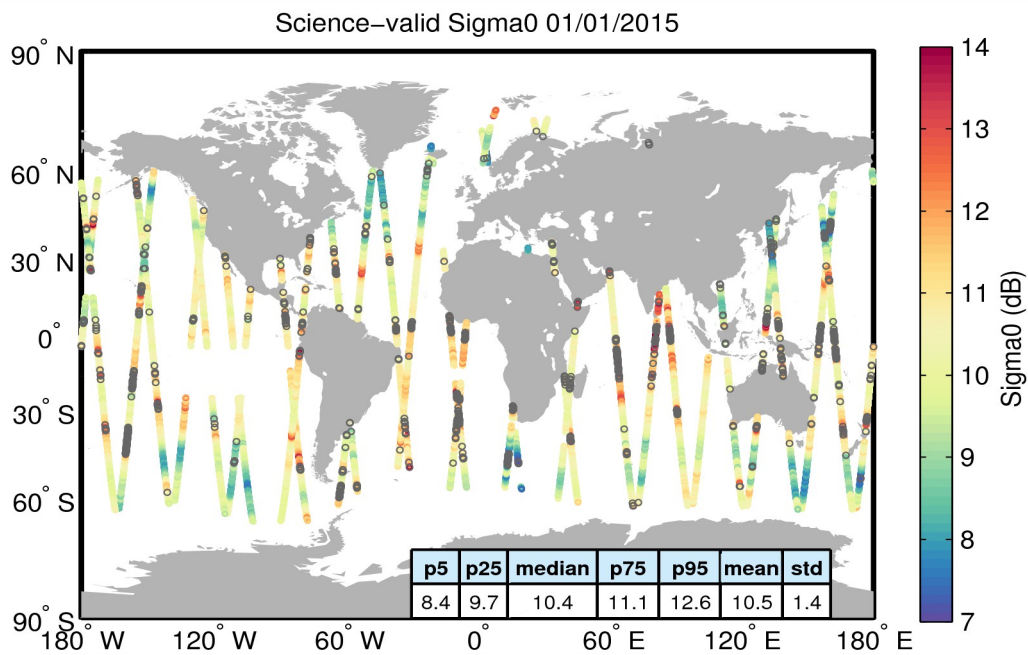 Science−valid Sigma0 01/01/2015
90° N
60° N
30° N
0°
30° S
60° S
90° S
180° W
120° W
60° W
0°
60° E
120° E
180° E
p5 p25 median p75 p95 mean std
8.4 9.7 10.4 11.1 12.6 10.5 1.4
14
13
12
11
10
9
8
7
Sigma0 (dB)